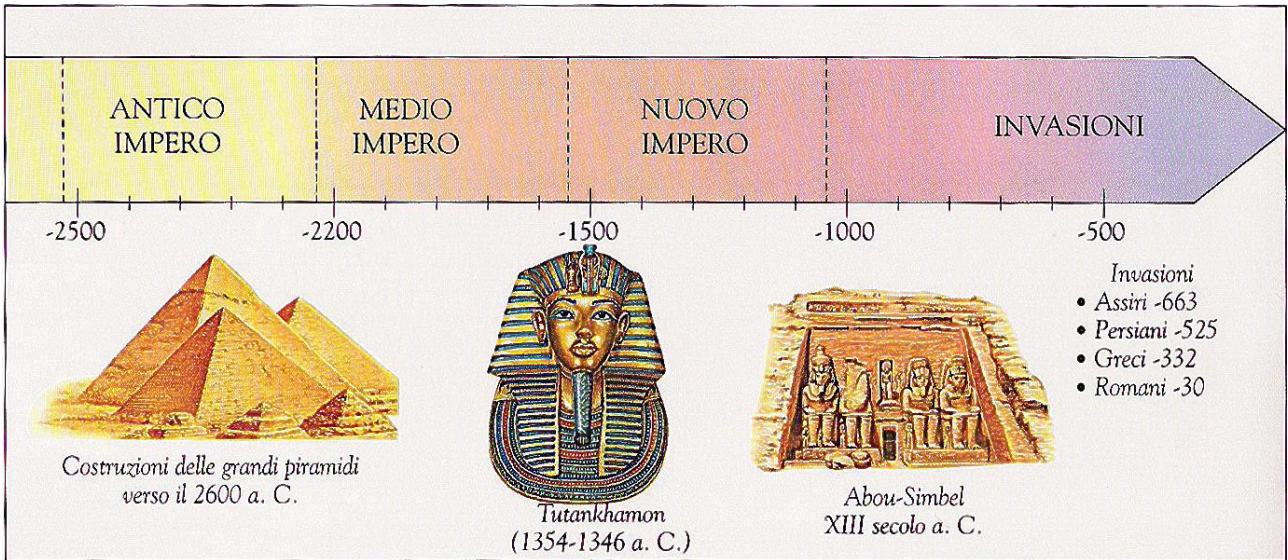 ANTICO
IMPERO
MEDIO
IMPERO
NUOVO
IMPERO
INVASIONI
-2500
-2200
-1500
-1000
-500
Costruzioni delle grandi piramidi
verso il 2600 a. C.
Tutankhamon
(1354-1346 a. C.)
Abou-Simbel
XIII secolo a. C.
Invasioni
• Assiri -663
• Persiani -525
• Greci -332
• Romani -30